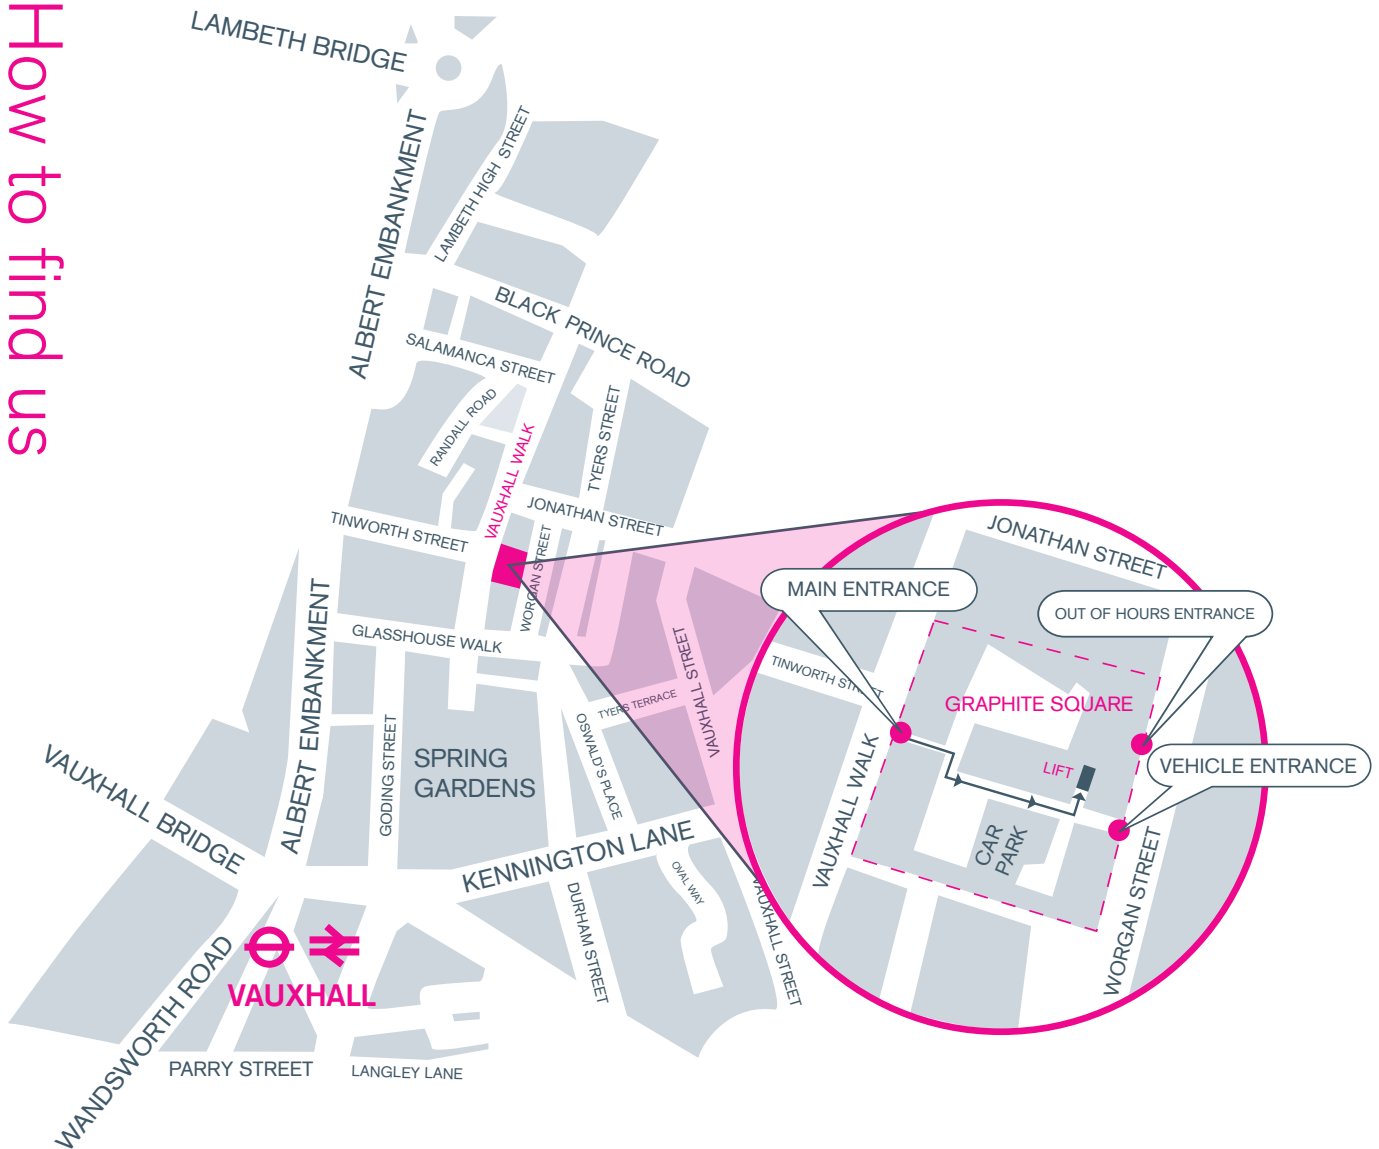 How to find us
LAMBETH BRIDGE
ALBERT EMBANKMENT
LAMBETH HIGH STREET
BLACK PRINCE ROAD
SALAMANCA STREET
RANDALL ROAD
VAUXHALL WALK
TYERS STREET
JONATHAN STREET
TINWORTH STREET
WORGAN STREET
GLASSHOUSE WALK
ALBERT EMBANKMENT
VAUXHALL STREET
TYERS TERRACE
OSWALD'S PLACE
GODING STREET
SPRING
GARDENS
VAUXHALL BRIDGE
KENNINGTON LANE
OVAL WAY
DURHAM STREET
VAUXHALL STREET
WANDSWORTH ROAD
VAUXHALL
PARRY STREET
LANGLEY LANE
JONATHAN STREET
MAIN ENTRANCE
OUT OF HOURS ENTRANCE
TINWORTH STREET
GRAPHITE SQUARE
LIFT
VEHICLE ENTRANCE
VAUXHALL WALK
CAR
PARK
WORGAN STREET